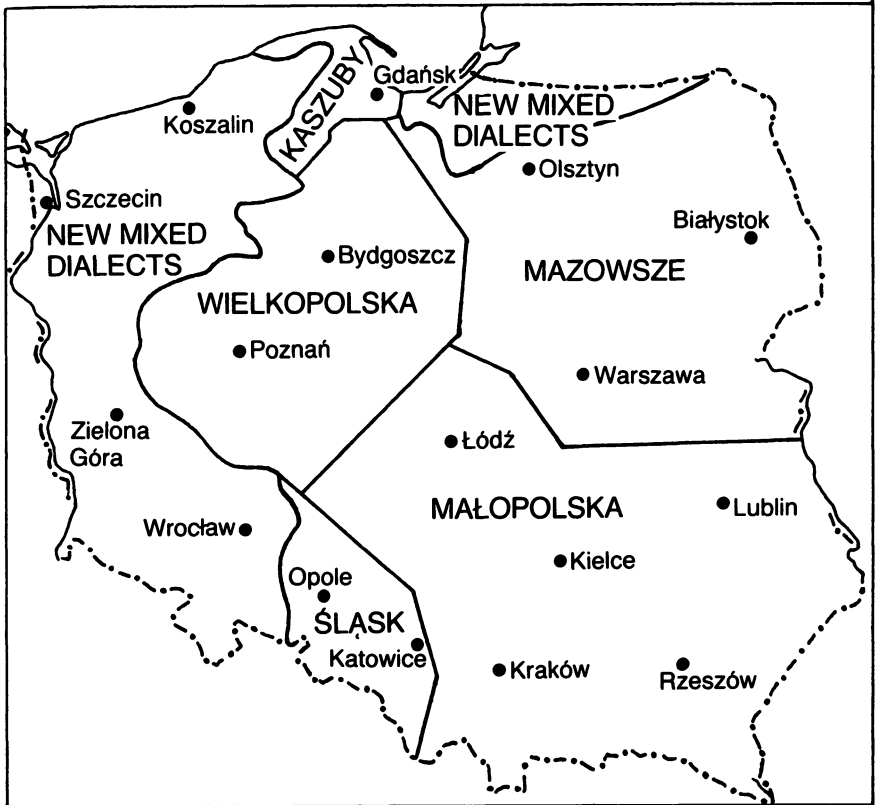 KASZUBY
Gdańsk
Koszalin
NEW MIXED
DIALECTS
Olsztyn
Szczecin
NEW MIXED
DIALECTS
Białystok
Bydgoszcz
MAZOWSZE
WIELKOPOLSKA
Poznań
Warszawa
Zielona
Góra
Łódź
MAŁOPOLSKA
Lublin
Wrocław
Kielce
Opole
ŚLĄSK
Katowice
Kraków
Rzeszów